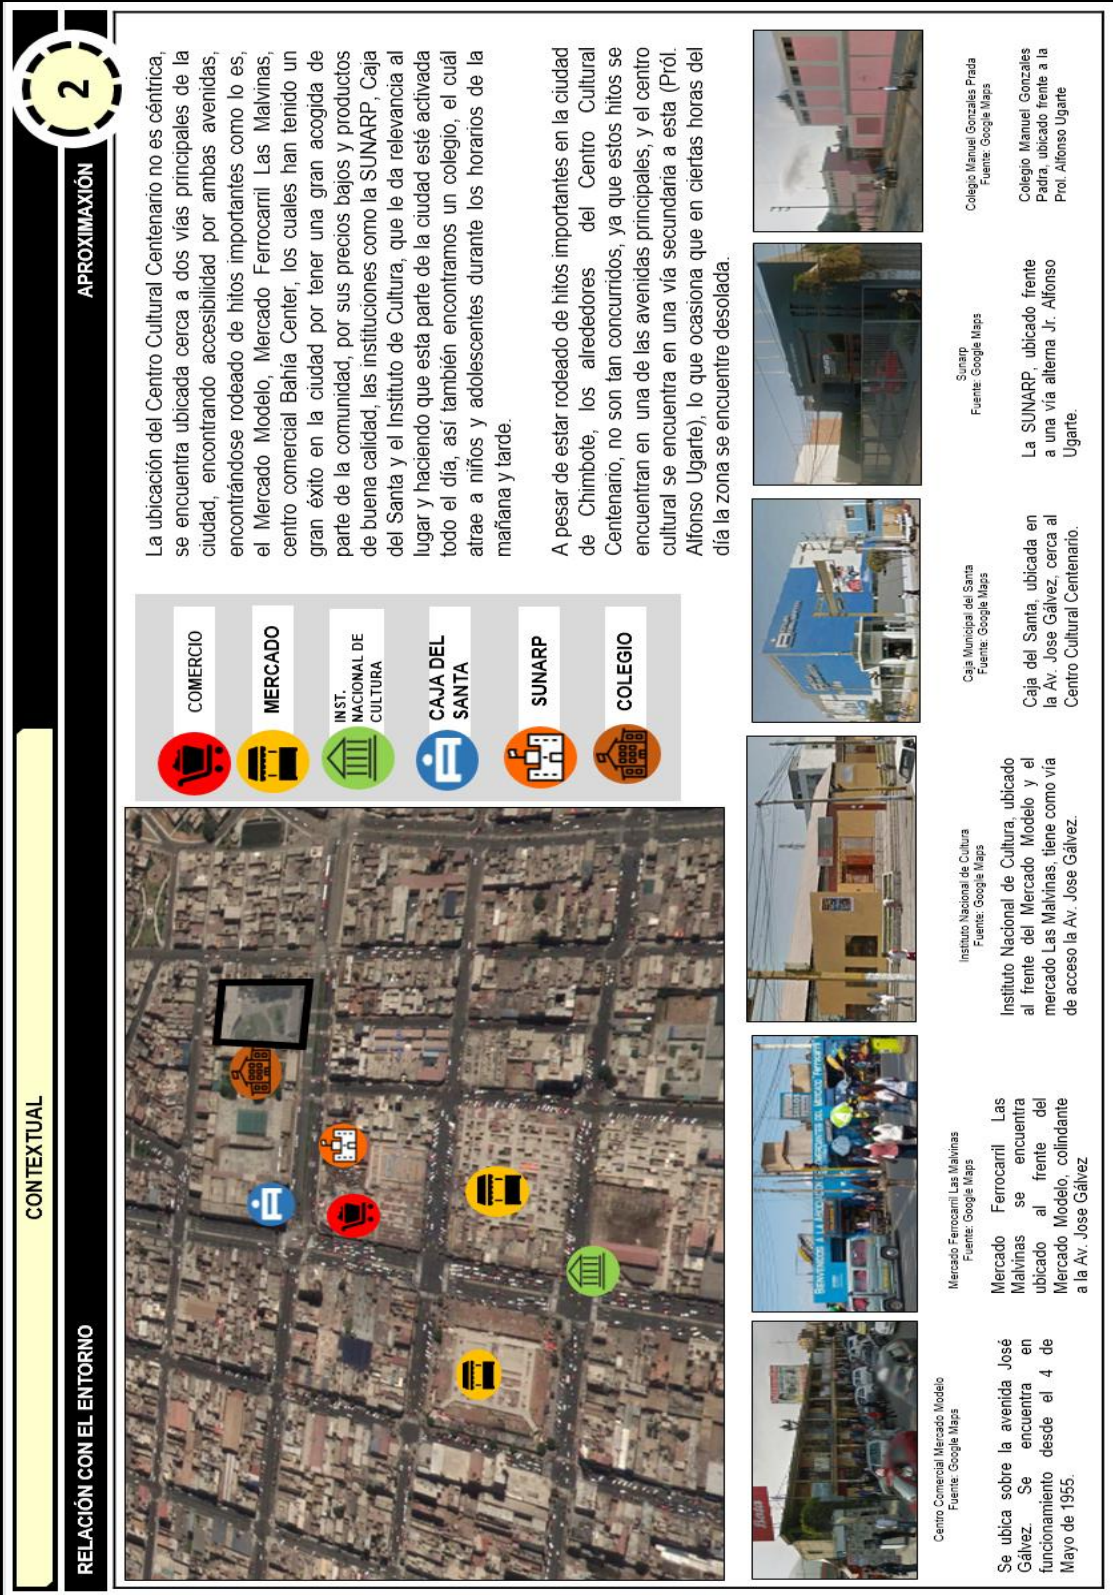 CONTEXTUAL
RELACIÓN CON EL ENTORNO
APROXIMAXIÓN
2
COMERCIO
MERCADO
INST.
NACIONAL DE
CULTURA
CAJA DEL
SANTA
SUNARP
COLEGIO
La ubicación del Centro Cultural Centenario no es céntrica,
se encuentra ubicada cerca a dos vías principales de la
ciudad, encontrando accesibilidad por ambas avenidas,
encontrándose rodeado de hitos importantes como lo es,
el Mercado Modelo, Mercado Ferrocarril Las Malvinas,
centro comercial Bahía Center, los cuales han tenido un
gran éxito en la ciudad por tener una gran acogida de
parte de la comunidad, por sus precios bajos y productos
de buena calidad, las instituciones como la SUNARP, Caja
del Santa y el Instituto de Cultura, que le da relevancia al
lugar y haciendo que esta parte de la ciudad esté activada
todo el día, así también encontramos un colegio, el cuál
atrae a niños y adolescentes durante los horarios de la
mañana y tarde.
A pesar de estar rodeado de hitos importantes en la ciudad
de Chimbote, los alrededores del Centro Cultural
Centenario, no son tan concurridos, ya que estos hitos se
encuentran en una de las avenidas principales, y el centro
cultural se encuentra en una vía secundaria a esta (Pról.
Alfonso Ugarte), lo que ocasiona que en ciertas horas del
día la zona se encuentre desolada.
Bata
Centro Comercial Mercado Modelo
Fuente: Google Maps
Se ubica sobre la avenida José
Gálvez. Se encuentra en
funcionamiento desde el 4 de
Mayo de 1955.
BIENVENIDOS A LA ASOCIACION DE COMERCIANTES DEL MERCADO FERROCARRIL
Mercado Ferrocarril Las Malvinas
Fuente: Google Maps
Mercado Ferrocarril Las
Malvinas se encuentra
ubicado al frente del
Mercado Modelo, colindante
a la Av. Jose Gálvez
Instituto Nacional de Cultura
Fuente: Google Maps
Instituto Nacional de Cultura, ubicado
al frente del Mercado Modelo y el
mercado Las Malvinas, tiene como vía
de acceso la Av. Jose Gálvez.
Caja Municipal del Santa
Fuente: Google Maps
Caja del Santa, ubicada en
la Av. Jose Gálvez, cerca al
Centro Cultural Centenario.
sunarp
Sunarp
Fuente: Google Maps
La SUNARP, ubicado frente
a una vía alterna Jr. Alfonso
Ugarte.
Colegio Manuel Gonzales Prada
Fuente: Google Maps
Colegio Manuel Gonzales
Padra, ubicado frente a la
Prol. Alfonso Ugarte